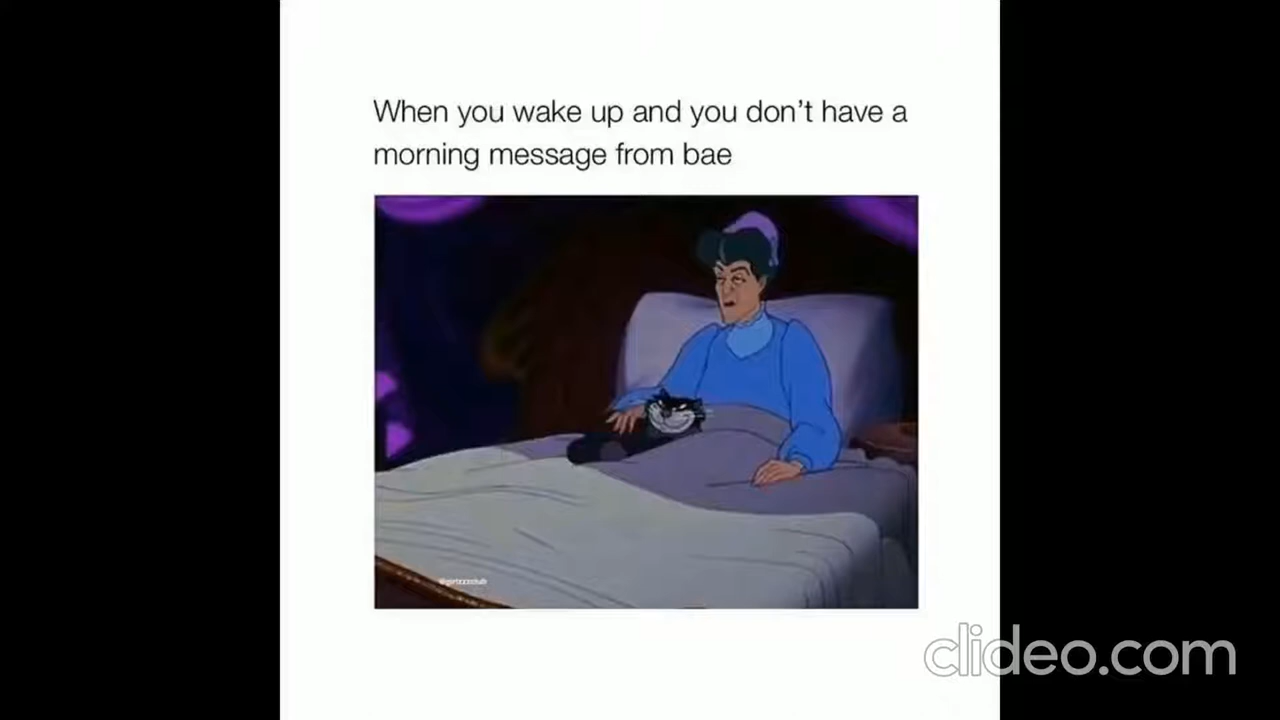 When you wake up and you don't have a
morning message from bae
clideo.com